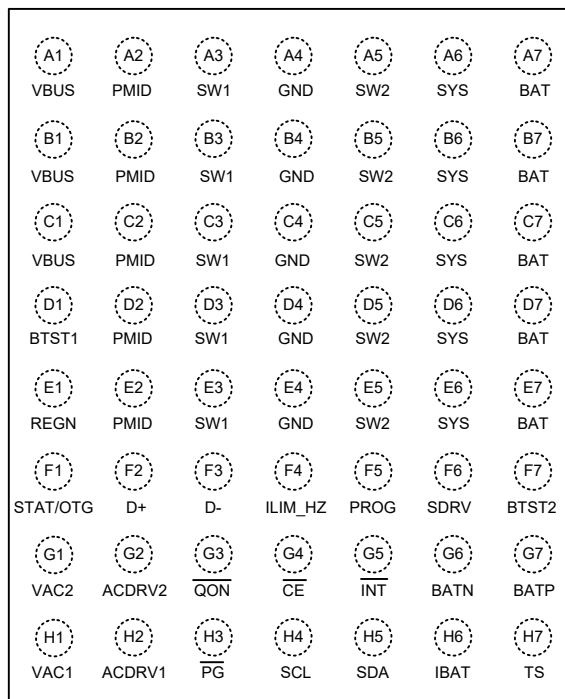 A1 A2 A3 A4 A5 A6 A7
VBUS PMID SW1 GND SW2 SYS BAT
B1 B2 B3 B4 B5 B6 B7
VBUS PMID SW1 GND SW2 SYS BAT
C1 C2 C3 C4 C5 C6 C7
VBUS PMID SW1 GND SW2 SYS BAT
D1 D2 D3 D4 D5 D6 D7
BTST1 PMID SW1 GND SW2 SYS BAT
E1 E2 E3 E4 E5 E6 E7
REGN PMID SW1 GND SW2 SYS BAT
F1 F2 F3 F4 F5 F6 F7
STAT/OTG D+ D- ILIM_HZ PROG SDRV BTST2
G1 G2 G3 G4 G5 G6 G7
VAC2 ACDRV2 Q̅O̅N̅ C̅E̅ I̅N̅T̅ BATN BATP
H1 H2 H3 H4 H5 H6 H7
VAC1 ACDRV1 P̅G̅ SCL SDA IBAT TS